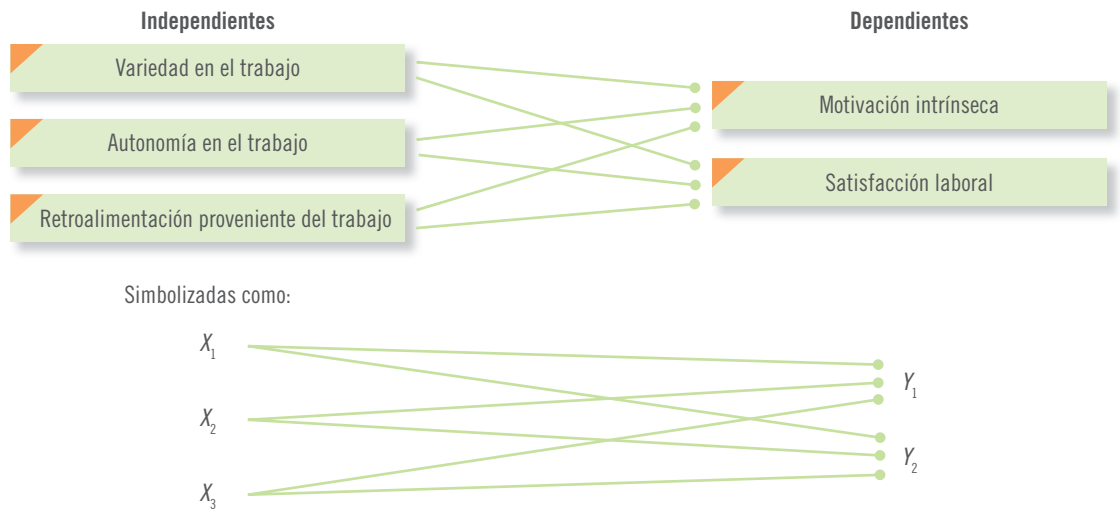 Independientes
Dependientes
Variedad en el trabajo
Motivación intrínseca
Autonomía en el trabajo
Satisfacción laboral
Retroalimentación proveniente del trabajo
Simbolizadas como:
X₁
Y₁
X₂
Y₂
X₃